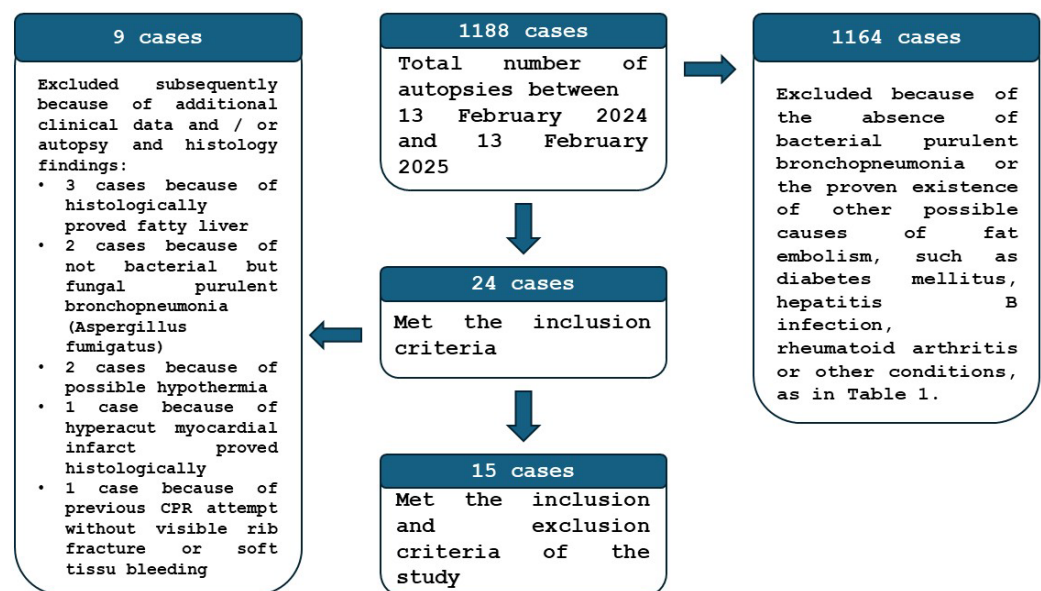 9 cases
Excluded subsequently
because of additional
clinical data and / or
autopsy and histology
findings:
• 3 cases because of
histologically
proved fatty liver
• 2 cases because of
not bacterial but
fungal purulent
bronchopneumonia
(Aspergillus
fumigatus)
• 2 cases because of
possible hypothermia
• 1 case because of
hyperacut myocardial
infarct proved
histologically
• 1 case because of
previous CPR attempt
without visible rib
fracture or soft
tissu bleeding
1188 cases
Total number of
autopsies between
13 February 2024
and 13 February
2025
24 cases
Met the inclusion
criteria
15 cases
Met the inclusion
and exclusion
criteria of the
study
1164 cases
Excluded because of
the absence of
bacterial purulent
bronchopneumonia or
the proven existence
of other possible
causes of fat
embolism, such as
diabetes mellitus,
hepatitis B
infection,
rheumatoid arthritis
or other conditions,
as in Table 1.